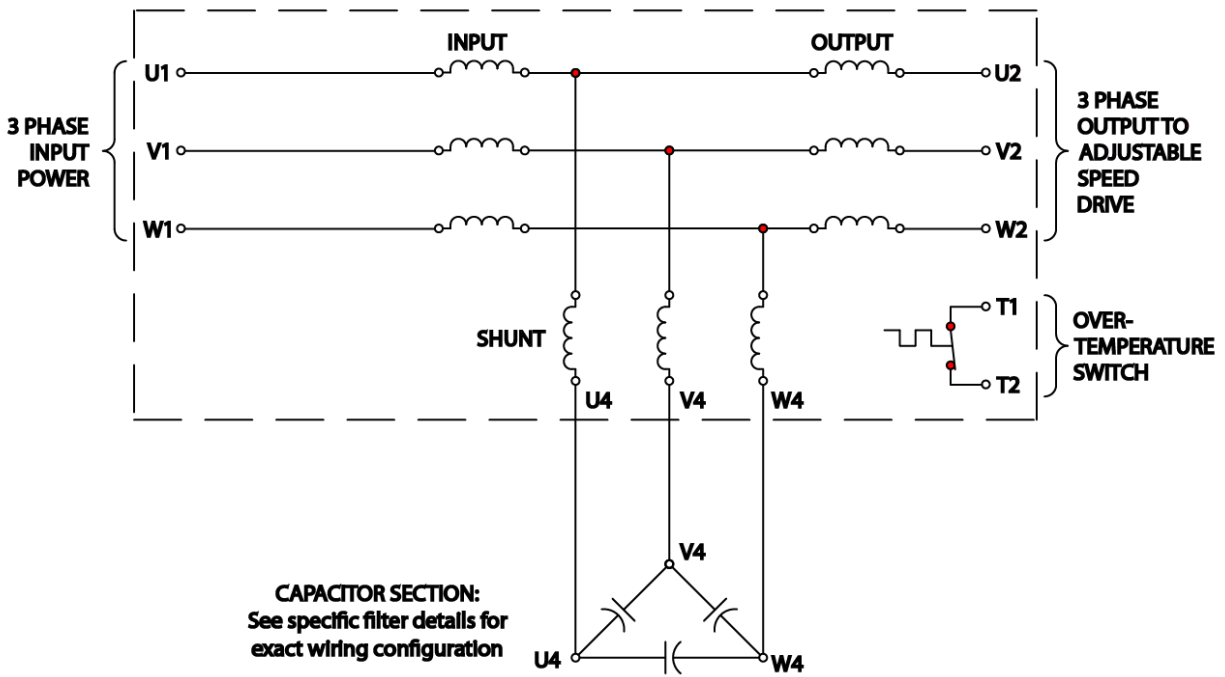 INPUT
OUTPUT
U1
U2
3 PHASE
INPUT
POWER
V1
V2
3 PHASE
OUTPUT TO
ADJUSTABLE
SPEED
DRIVE
W1
W2
SHUNT
T1
T2
OVER-
TEMPERATURE
SWITCH
U4
V4
W4
V4
CAPACITOR SECTION:
See specific filter details for
exact wiring configuration
U4
W4